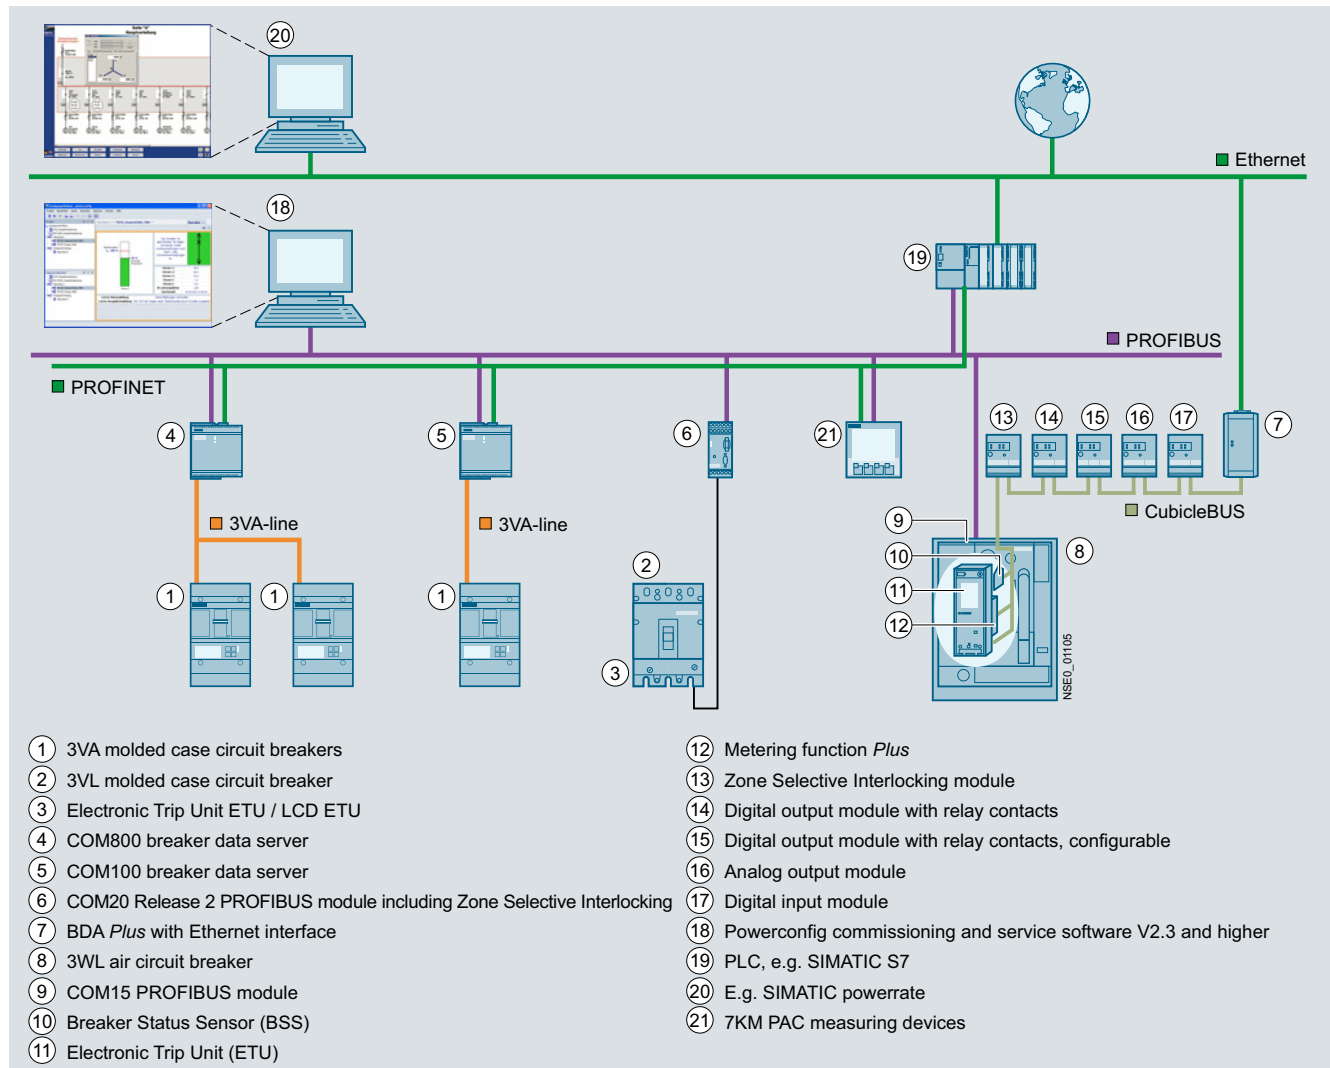 20
Ethernet
18
19
PROFIBUS
PROFINET
4
5
6
21
13
14
15
16
17
7
3VA-line
3VA-line
CubicleBUS
9
8
10
2
1
1
1
11
12
3
NSE0_01105
1 3VA molded case circuit breakers
2 3VL molded case circuit breaker
3 Electronic Trip Unit ETU / LCD ETU
4 COM800 breaker data server
5 COM100 breaker data server
6 COM20 Release 2 PROFIBUS module including Zone Selective Interlocking
7 BDA Plus with Ethernet interface
8 3WL air circuit breaker
9 COM15 PROFIBUS module
10 Breaker Status Sensor (BSS)
11 Electronic Trip Unit (ETU)
12 Metering function Plus
13 Zone Selective Interlocking module
14 Digital output module with relay contacts
15 Digital output module with relay contacts, configurable
16 Analog output module
17 Digital input module
18 Powerconfig commissioning and service software V2.3 and higher
19 PLC, e.g. SIMATIC S7
20 E.g. SIMATIC powerrate
21 7KM PAC measuring devices